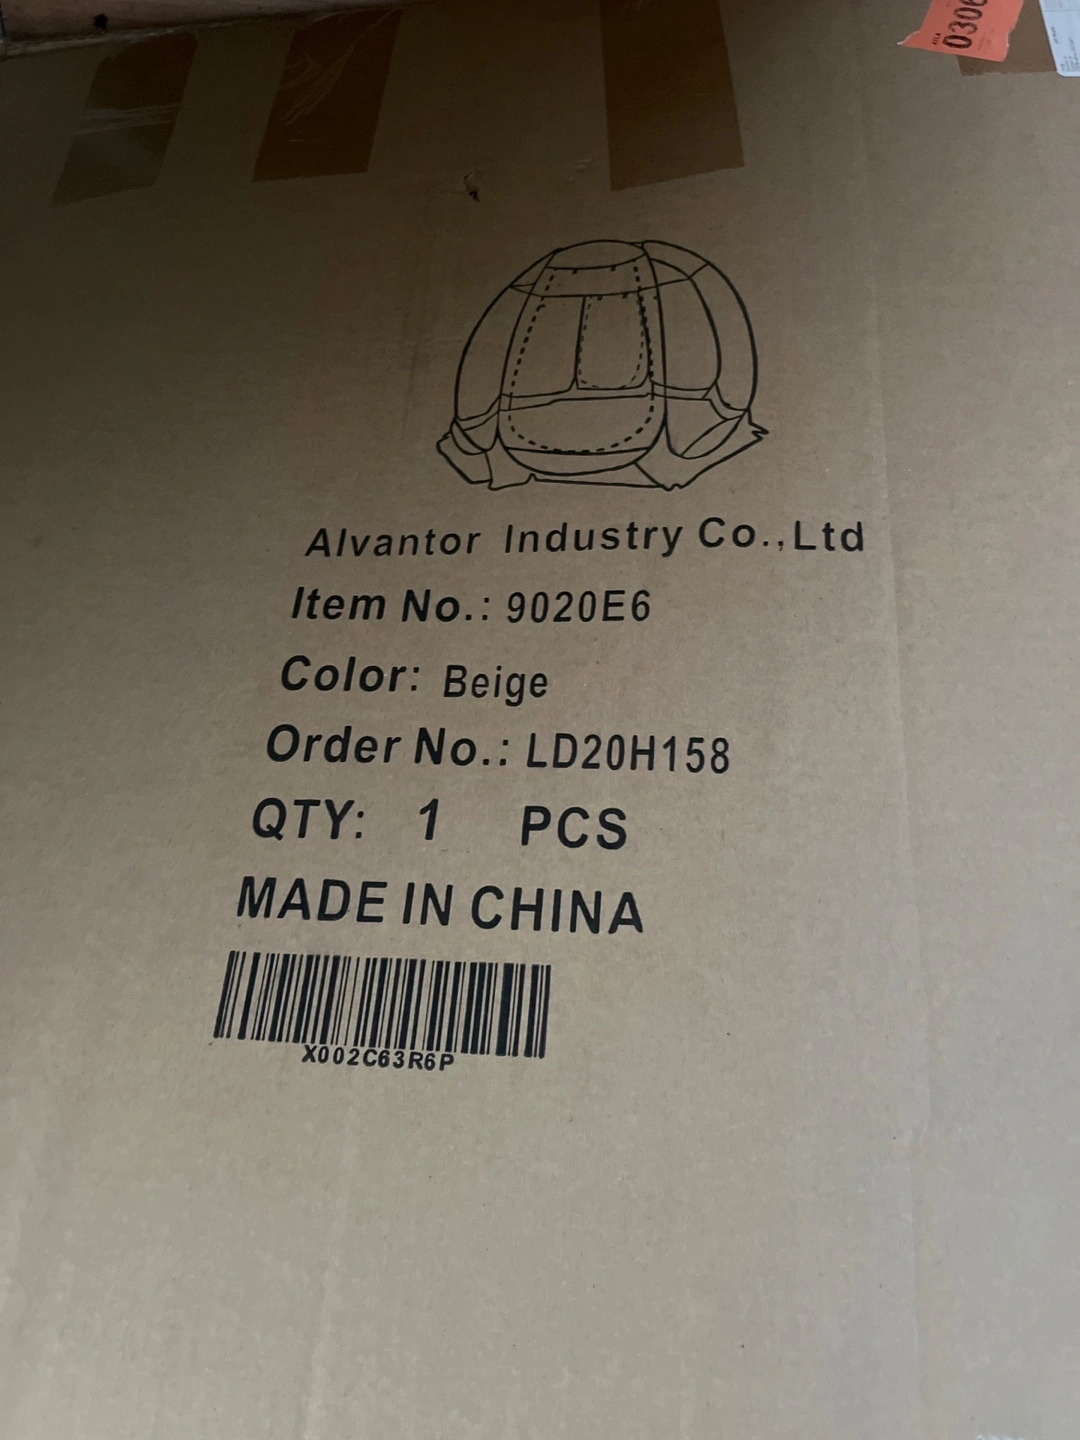 0306
Alvantor Industry Co.,Ltd
Item No.: 9020E6
Color: Beige
Order No.: LD20H158
QTY: 1 PCS
MADE IN CHINA
X002C63R6P